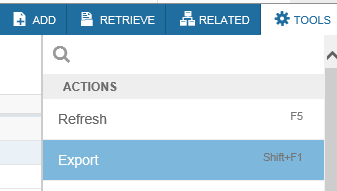 ADD RETRIEVE RELATED TOOLS
ACTIONS
Refresh F5
Export Shift+F1